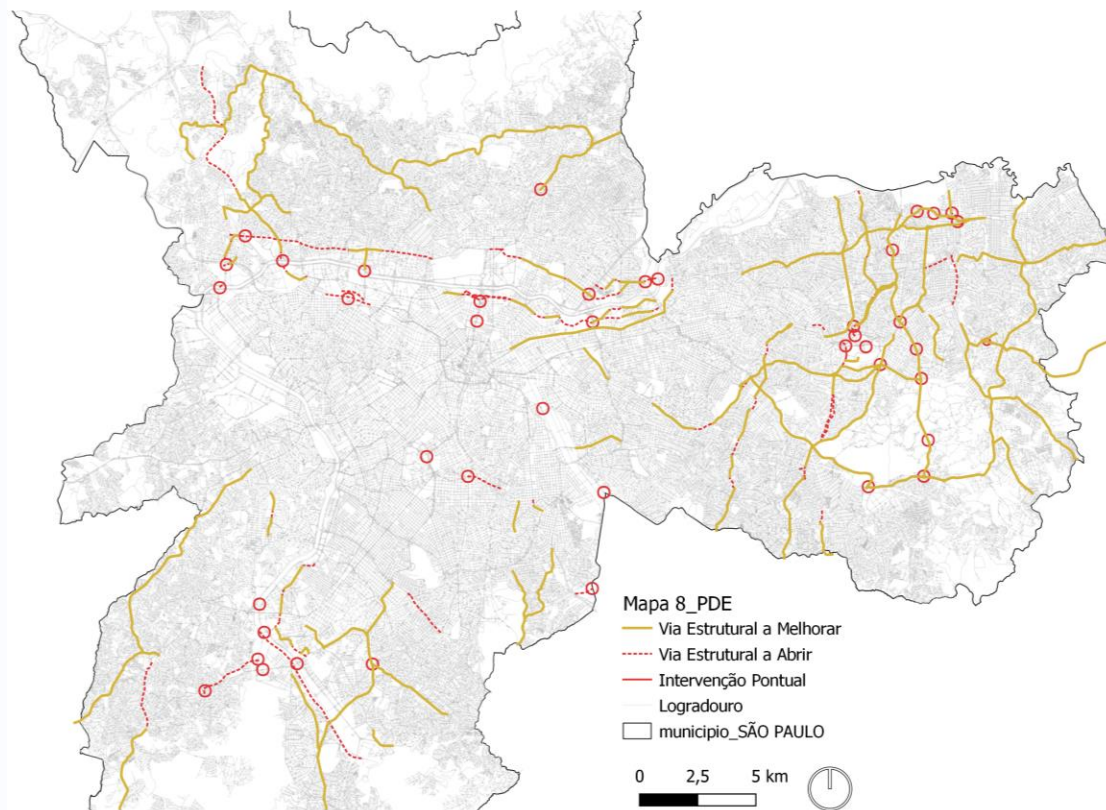 Mapa 8_PDE
Via Estrutural a Melhorar
Via Estrutural a Abrir
Intervenção Pontual
Logradouro
municipio_SÃO PAULO
0 2,5 5 km